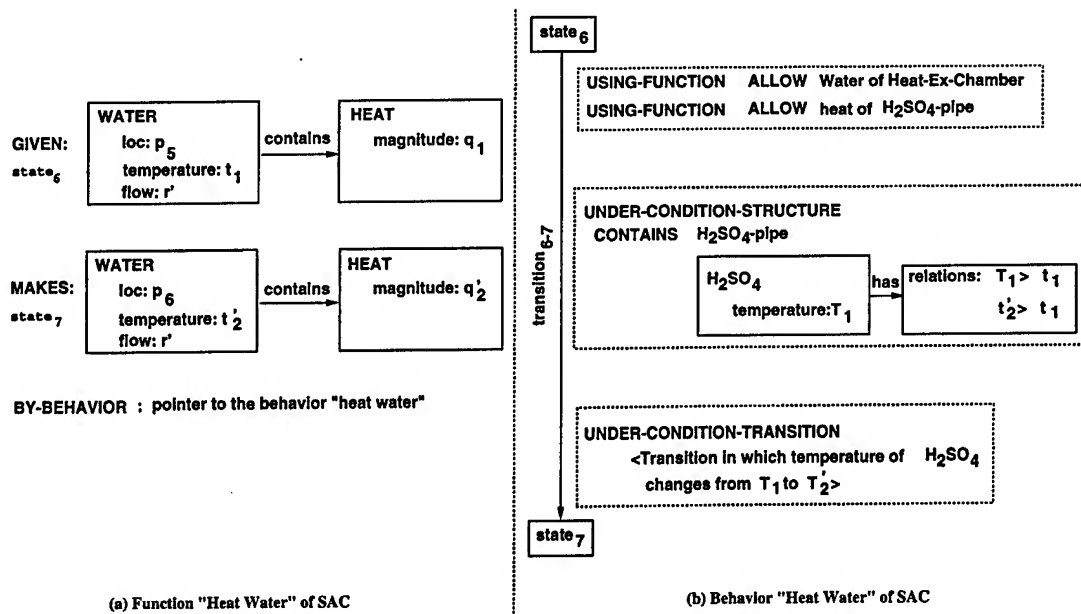 WATER
loc: p5
temperature: t1
flow: r'
contains
HEAT
magnitude: q1
GIVEN:
state6
WATER
loc: p6
temperature: t'2
flow: r'
contains
HEAT
magnitude: q'2
MAKES:
state7
BY-BEHAVIOR : pointer to the behavior "heat water"
(a) Function "Heat Water" of SAC
state6
USING-FUNCTION ALLOW Water of Heat-Ex-Chamber
USING-FUNCTION ALLOW heat of H2SO4-pipe
transition6-7
UNDER-CONDITION-STRUCTURE
CONTAINS H2SO4-pipe
H2SO4
temperature:T1
has
relations: T1> t1
t'2> t1
UNDER-CONDITION-TRANSITION
<Transition in which temperature of H2SO4
changes from T1 to T'2>
state7
(b) Behavior "Heat Water" of SAC